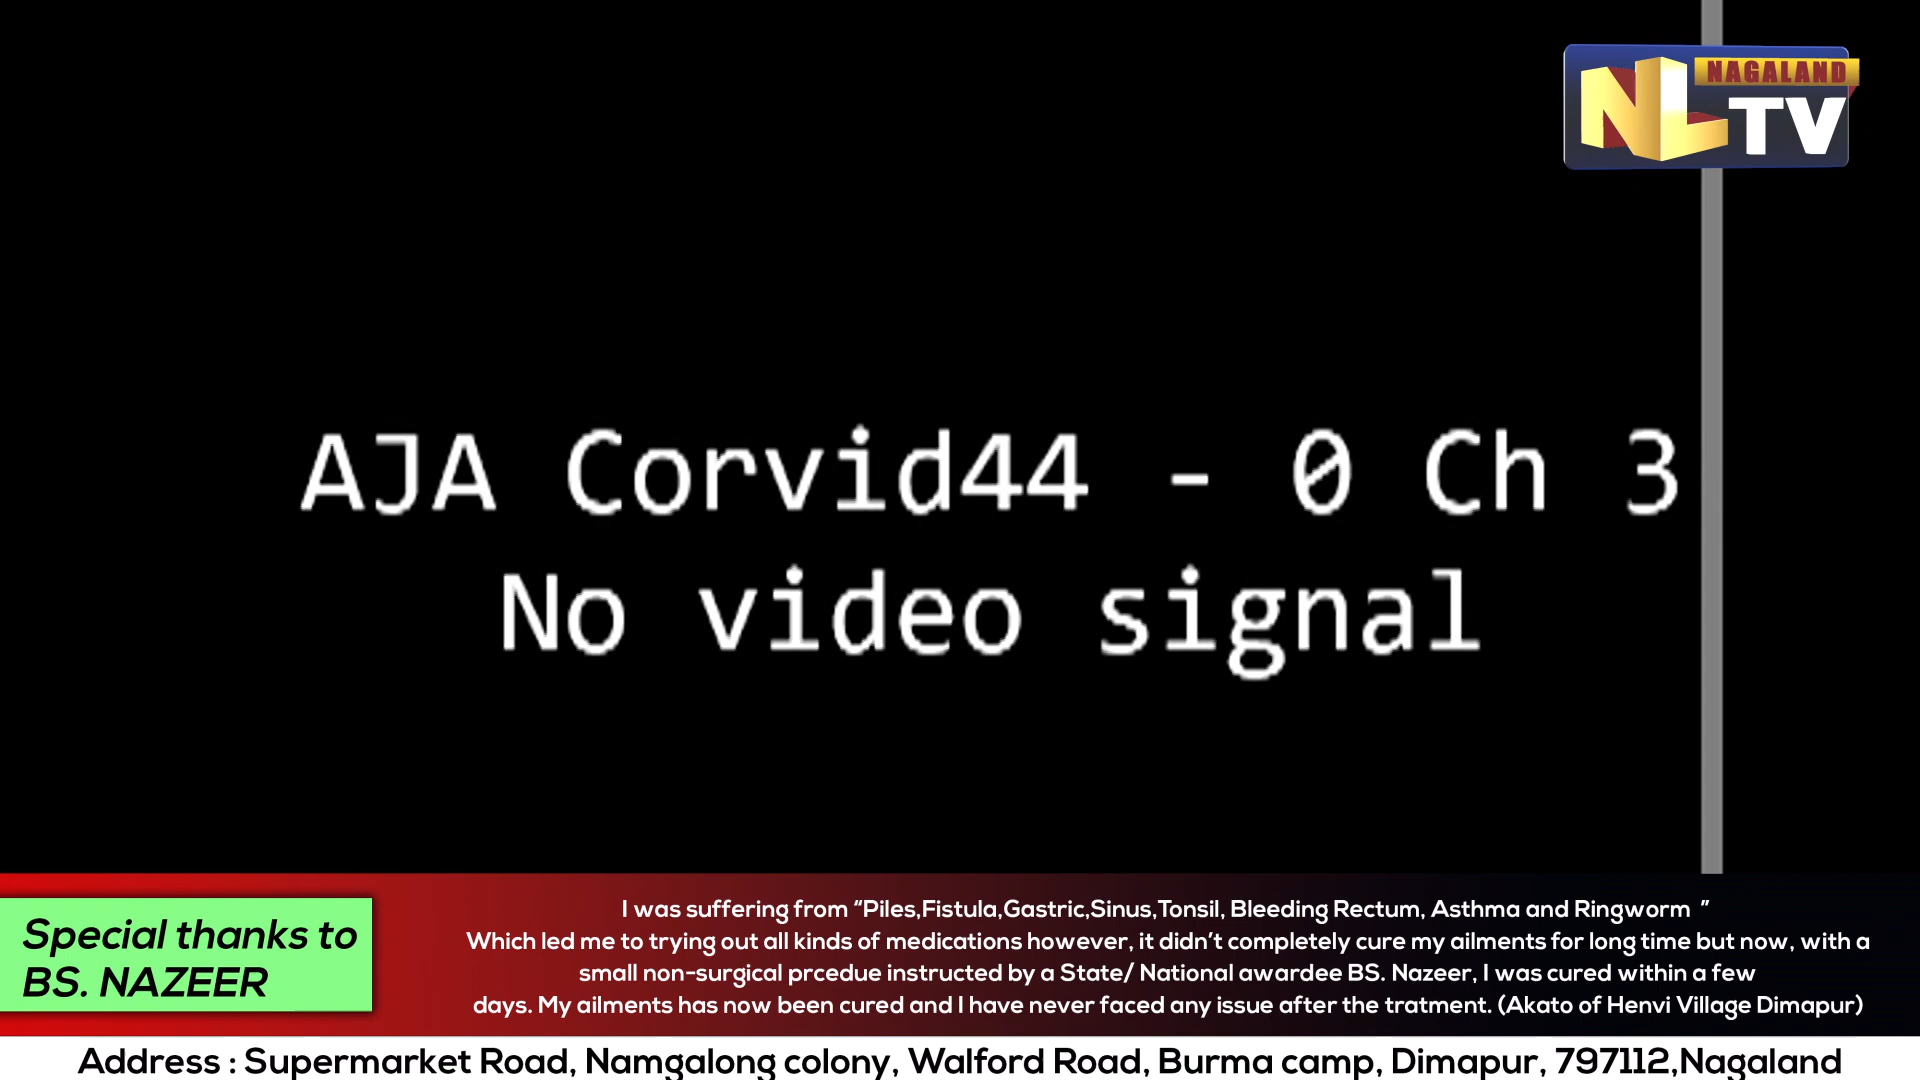 NAGALAND
NL TV
AJA Corvid44 - 0 Ch 3
No video signal
Special thanks to
BS. NAZEER
I was suffering from “Piles,Fistula,Gastric,Sinus,Tonsil, Bleeding Rectum, Asthma and Ringworm ”
Which led me to trying out all kinds of medications however, it didn’t completely cure my ailments for long time but now, with a
small non-surgical prcedue instructed by a State/ National awardee BS. Nazeer, I was cured within a few
days. My ailments has now been cured and I have never faced any issue after the tratment. (Akato of Henvi Village Dimapur)
Address : Supermarket Road, Namgalong colony, Walford Road, Burma camp, Dimapur, 797112,Nagaland